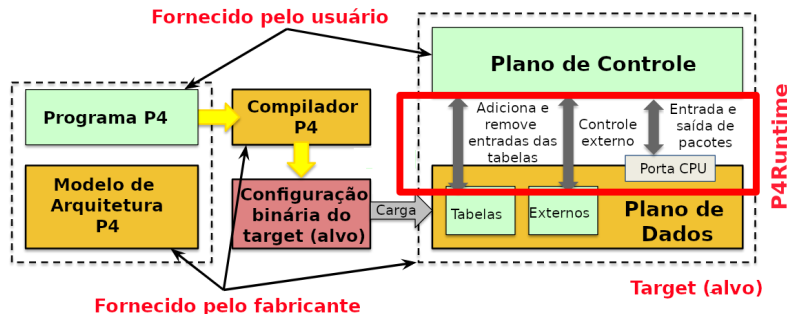 Fornecido pelo usuário
Programa P4
Modelo de
Arquitetura
P4
Compilador
P4
Configuração
binária do
target (alvo)
Carga
Plano de Controle
Adiciona e
remove
entradas das
tabelas
Controle
externo
Entrada e
saída de
pacotes
Porta CPU
Tabelas
Externos
Plano de
Dados
P4Runtime
Target (alvo)
Fornecido pelo fabricante